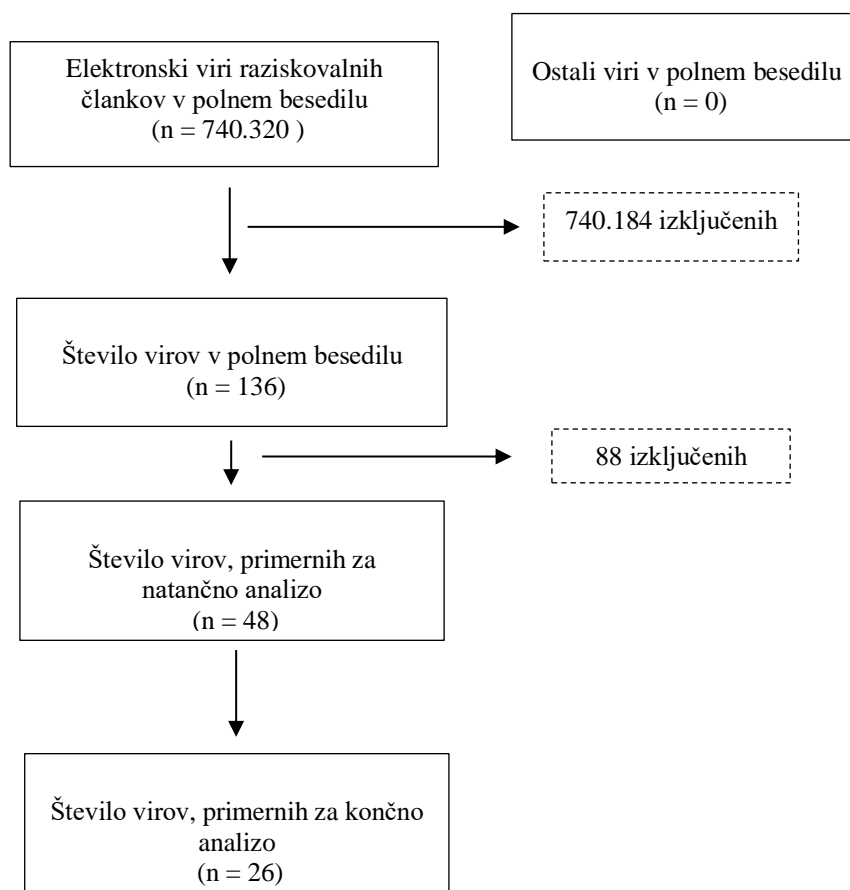 Elektronski viri raziskovalnih
člankov v polnem besedilu
(n = 740.320 )
Ostali viri v polnem besedilu
(n = 0)
740.184 izključenih
Število virov v polnem besedilu
(n = 136)
88 izključenih
Število virov, primernih za
natančno analizo
(n = 48)
Število virov, primernih za končno
analizo
(n = 26)